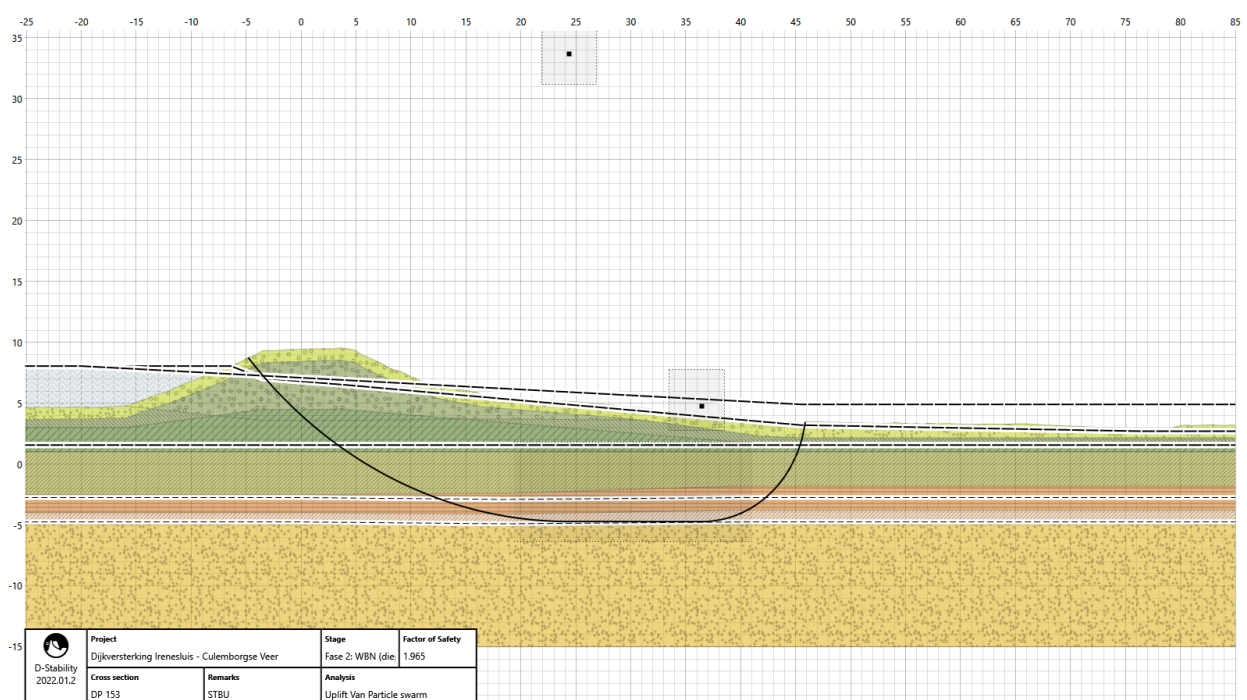 -25 -20 -15 -10 -5 0 5 10 15 20 25 30 35 40 45 50 55 60 65 70 75 80 85
35
30
25
20
15
10
5
0
-5
-10
-15
D-Stability
2022.01.2
Project
Dijkversterking Irenesluis - Culemborgse Veer
Stage
Fase 2: WBN (die
Factor of Safety
1.965
Cross section
DP 153
Remarks
STBU
Analysis
Uplift Van Particle swarm